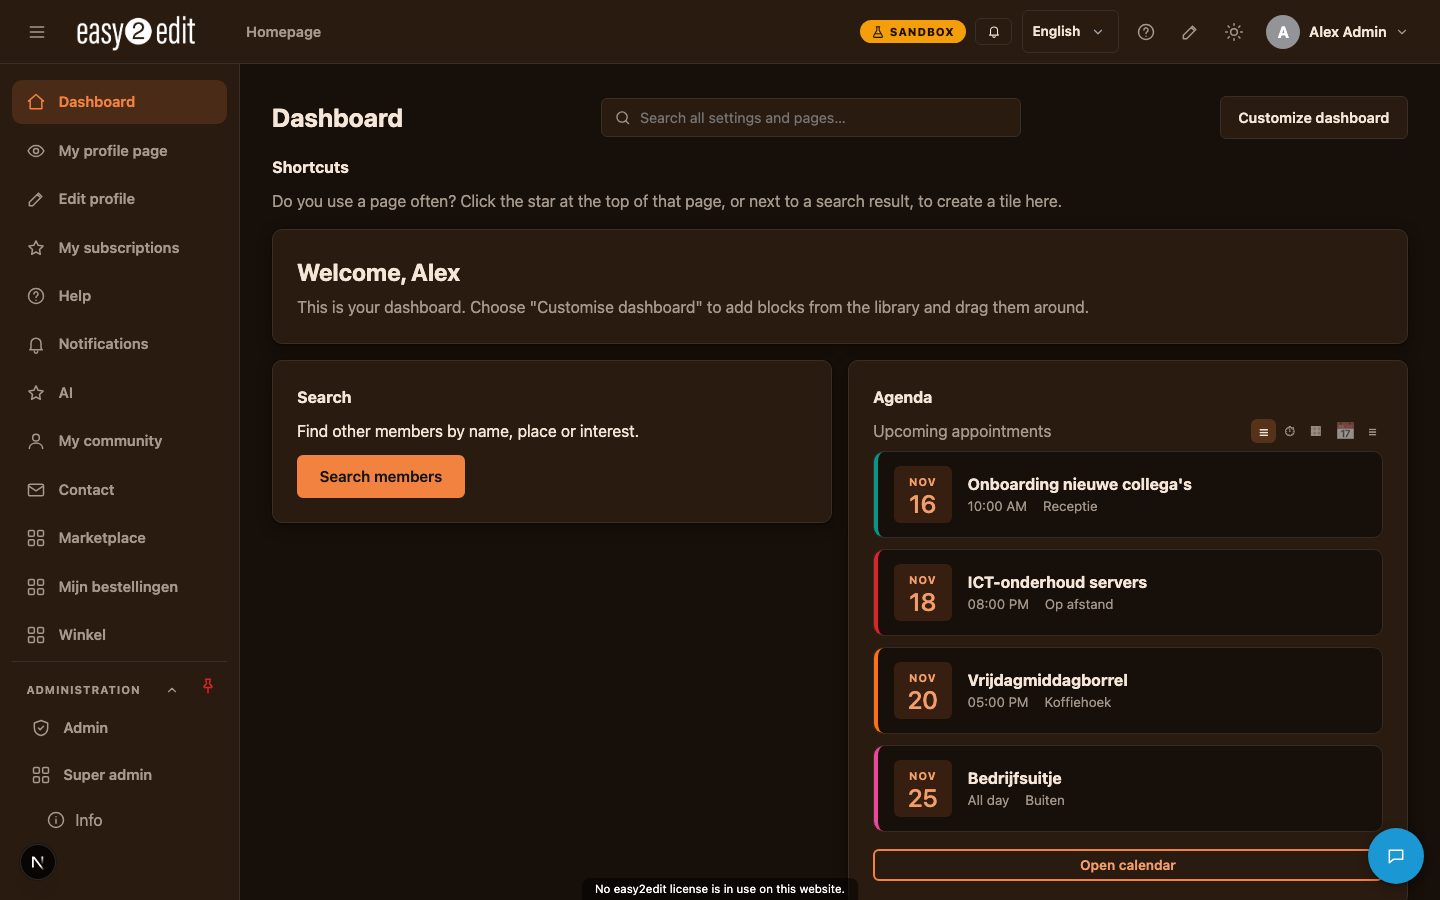 easy2edit
Homepage
SANDBOX
English
A
Alex Admin
Dashboard
My profile page
Edit profile
My subscriptions
Help
Notifications
AI
My community
Contact
Marketplace
Mijn bestellingen
Winkel
ADMINISTRATION
Admin
Super admin
Info
N
Dashboard
Search all settings and pages...
Customize dashboard
Shortcuts
Do you use a page often? Click the star at the top of that page, or next to a search result, to create a tile here.
Welcome, Alex
This is your dashboard. Choose "Customise dashboard" to add blocks from the library and drag them around.
Search
Find other members by name, place or interest.
Search members
Agenda
Upcoming appointments
17
NOV
16
Onboarding nieuwe collega's
10:00 AM Receptie
NOV
18
ICT-onderhoud servers
08:00 PM Op afstand
NOV
20
Vrijdagmiddagborrel
05:00 PM Koffiehoek
NOV
25
Bedrijfsuitje
All day Buiten
Open calendar
No easy2edit license is in use on this website.